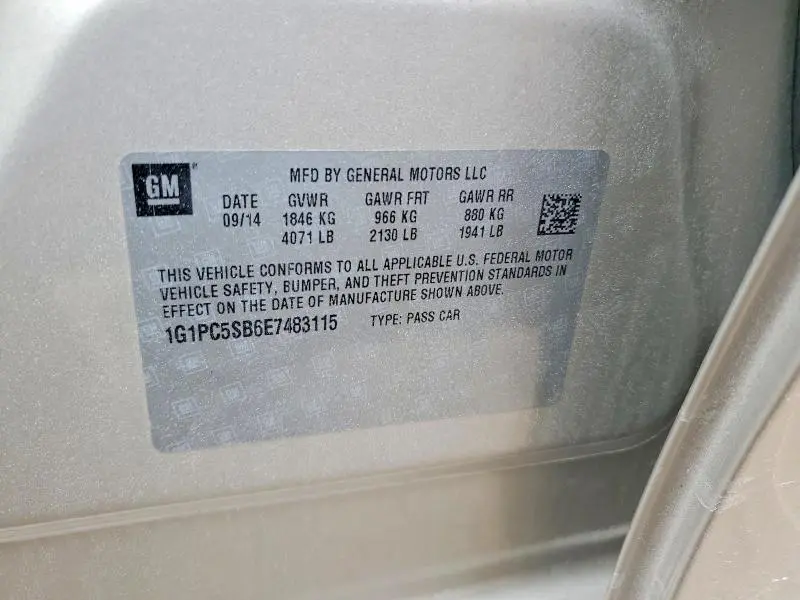 GM
MFD BY GENERAL MOTORS LLC
DATE GVWR GAWR FRT GAWR RR
09/14 1846 KG 966 KG 880 KG
4071 LB 2130 LB 1941 LB
THIS VEHICLE CONFORMS TO ALL APPLICABLE U.S. FEDERAL MOTOR
VEHICLE SAFETY, BUMPER, AND THEFT PREVENTION STANDARDS IN
EFFECT ON THE DATE OF MANUFACTURE SHOWN ABOVE.
1G1PC5SB6E7483115 TYPE: PASS CAR